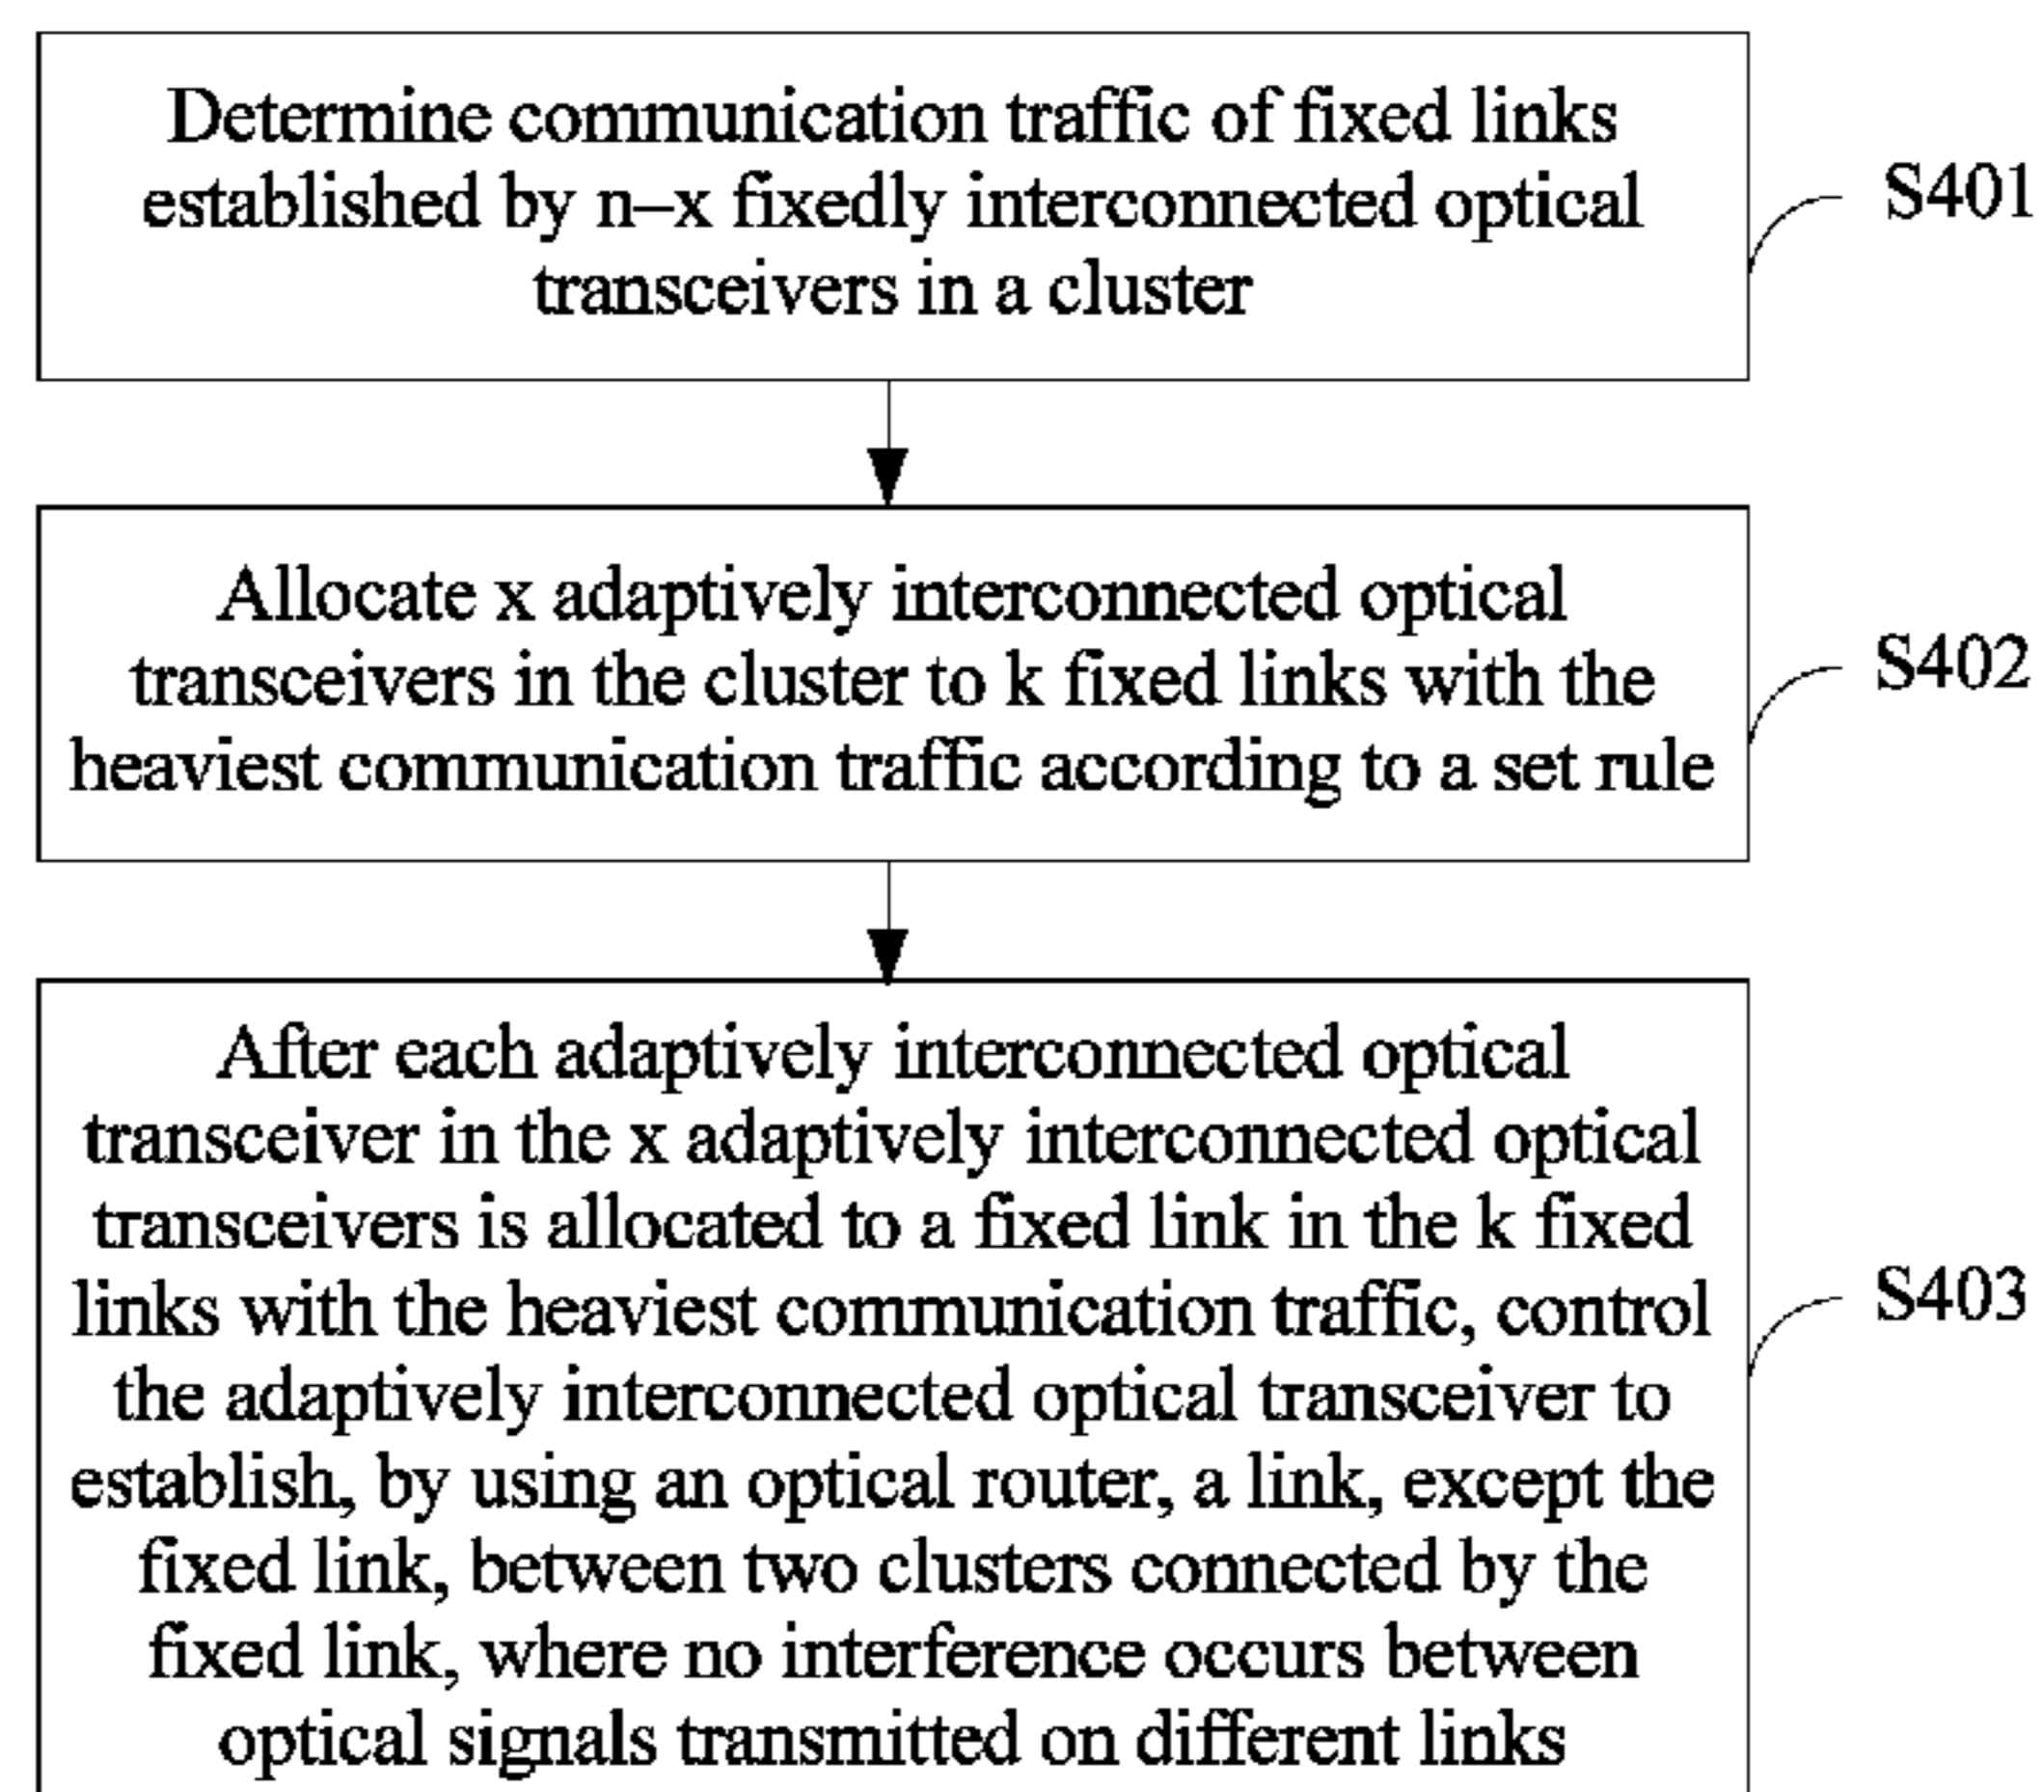 Determine communication traffic of fixed links
established by n–x fixedly interconnected optical
transceivers in a cluster
S401
Allocate x adaptively interconnected optical
transceivers in the cluster to k fixed links with the
heaviest communication traffic according to a set rule
S402
After each adaptively interconnected optical
transceiver in the x adaptively interconnected optical
transceivers is allocated to a fixed link in the k fixed
links with the heaviest communication traffic, control
the adaptively interconnected optical transceiver to
establish, by using an optical router, a link, except the
fixed link, between two clusters connected by the
fixed link, where no interference occurs between
optical signals transmitted on different links
S403